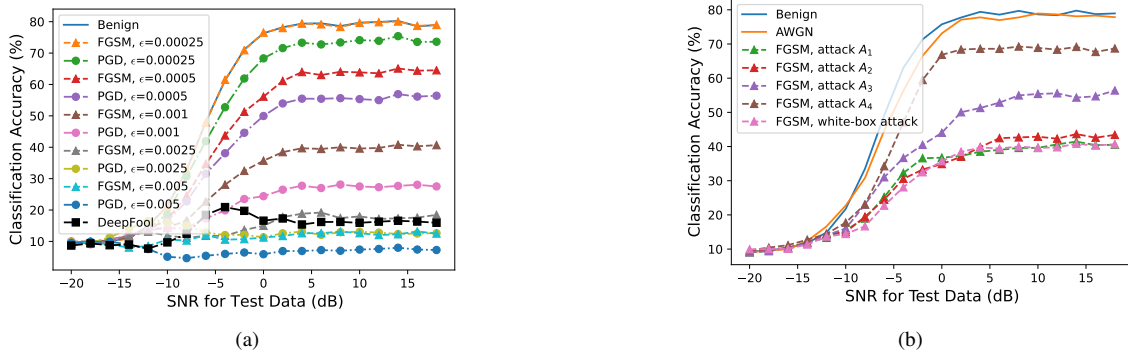 Classification Accuracy (%)
80
70
60
50
40
30
20
10
Benign
FGSM, ϵ=0.00025
PGD, ϵ=0.00025
FGSM, ϵ=0.0005
PGD, ϵ=0.0005
FGSM, ϵ=0.001
PGD, ϵ=0.001
FGSM, ϵ=0.0025
PGD, ϵ=0.0025
FGSM, ϵ=0.005
PGD, ϵ=0.005
DeepFool
−20 −15 −10 −5 0 5 10 15
SNR for Test Data (dB)
(a)
Classification Accuracy (%)
80
70
60
50
40
30
20
10
Benign
AWGN
FGSM, attack A1
FGSM, attack A2
FGSM, attack A3
FGSM, attack A4
FGSM, white-box attack
−20 −15 −10 −5 0 5 10 15
SNR for Test Data (dB)
(b)